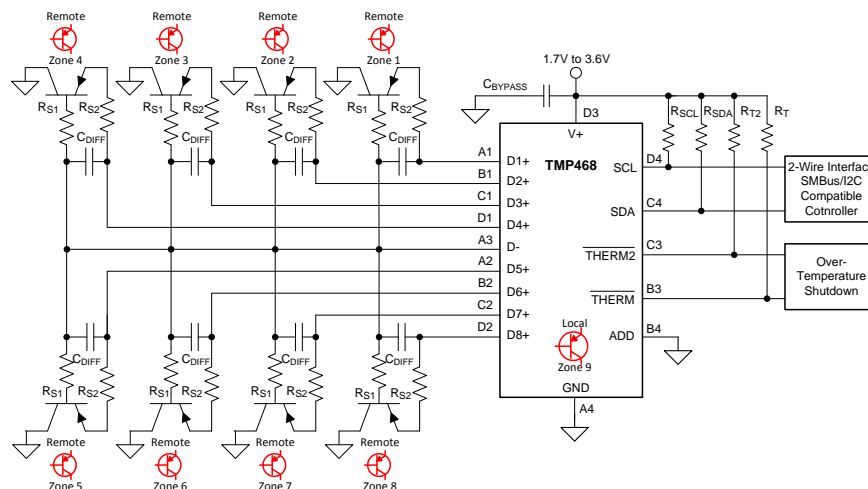 Remote Remote Remote Remote
Zone 4 Zone 3 Zone 2 Zone 1
1.7V to 3.6V
CBYPASS
RS1 RS2 RS1 RS2 RS1 RS2 RS1 RS2
D3
RSCL RSDA RT2 RT
V+
TMP468
CDIFF CDIFF CDIFF CDIFF
A1 D1+ SCL D4
B1 D2+
C1 D3+ SDA C4
D1 D4+
A3 D- THERM2 C3
A2 D5+
B2 D6+ THERM B3
C2 D7+
D2 D8+ ADD B4
2-Wire Interface
SMBus/I2C
Compatible
Cotnroller
Over-
Temperature
Shutdown
Local
Zone 9
GND
A4
CDIFF CDIFF CDIFF CDIFF
RS1 RS2 RS1 RS2 RS1 RS2 RS1 RS2
Remote Remote Remote Remote
Zone 5 Zone 6 Zone 7 Zone 8